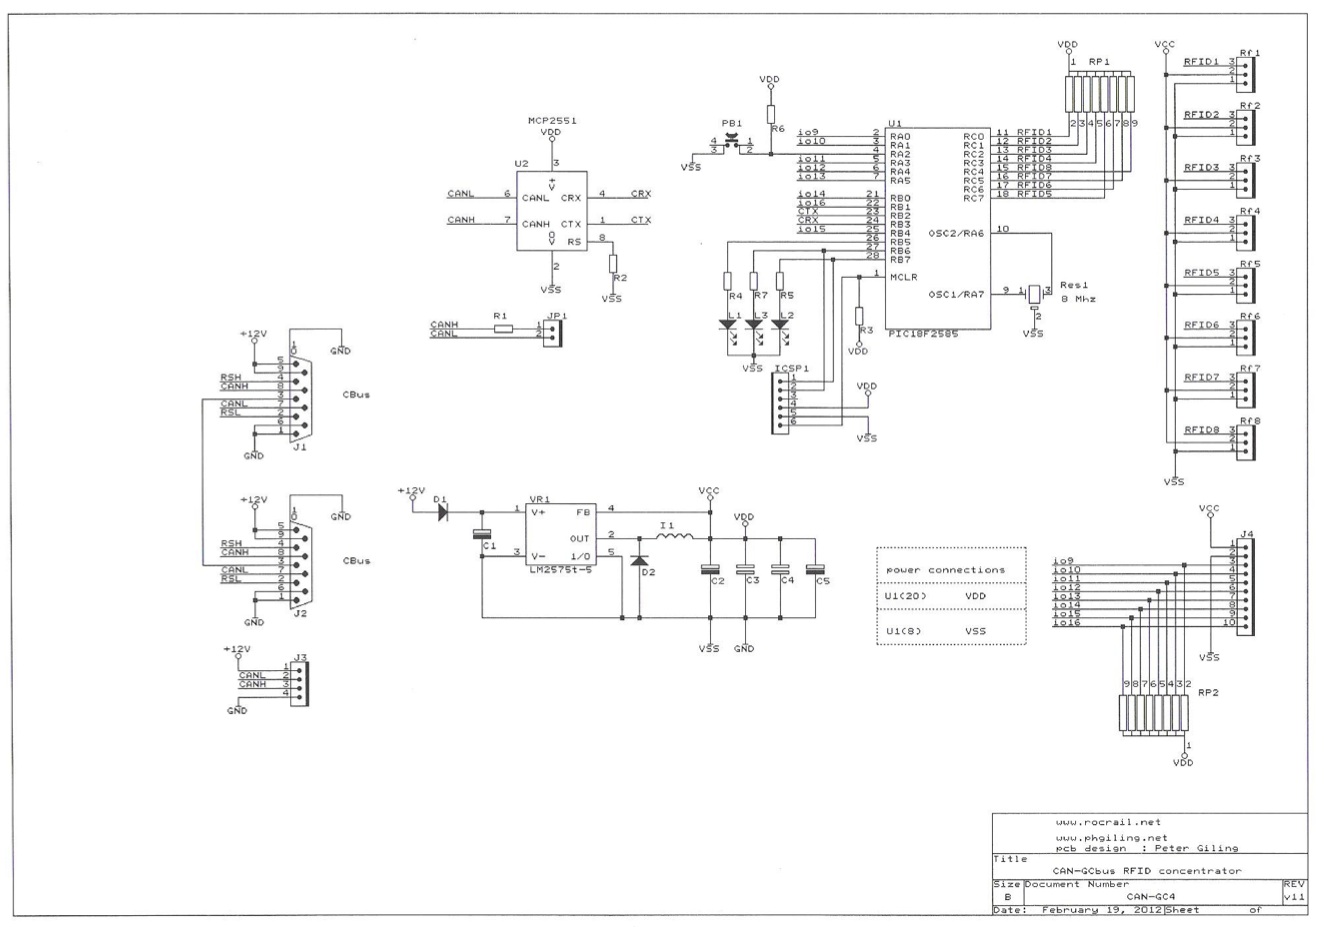 MCP2551
VDD
U2
3
+
V
CANL 6 CANL CRX 4 CRX
CANH 7 CANH CTX 1 CTX
0
V
RS 8
2
R2
VSS
VSS
CANH R1 1 JP1
CANL 2
VDD
R6
PB1
4 1
3 2
VSS
U1
io9 2 RA0 RC0 11 RFID1
io10 3 RA1 RC1 12 RFID2
4 RA2 RC2 13 RFID3
io11 5 RA3 RC3 14 RFID4
io12 6 RA4 RC4 15 RFID8
io13 7 RA5 RC5 16 RFID7
RC6 17 RFID6
io14 21 RB0 RC7 18 RFID5
io16 22 RB1
CTX 23 RB2
CRX 24 RB3
io15 25 RB4 OSC2/RA6 10
26 RB5
27 RB6
28 RB7
1 MCLR
OSC1/RA7 9
PIC18F2585
1 3
2
Res1
8 Mhz
VSS
R4 R7 R5
L1 L3 L2
VSS
R3
VDD
ICSP1
1
2
3
4
5
6
VDD
VSS
VDD
1 RP1
2 3 4 5 6 7 8 9
VCC
Rf1
RFID1 3
2
1
Rf2
RFID2 3
2
1
Rf3
RFID3 3
2
1
Rf4
RFID4 3
2
1
Rf5
RFID5 3
2
1
Rf6
RFID6 3
2
1
Rf7
RFID7 3
2
1
Rf8
RFID8 3
2
1
VSS
+12V
1
0
GND
5
9
RSH 4
CANH 8
3
CANL 7
RSL 2
6
1
GND
J1
CBus
+12V
1
0
GND
5
9
RSH 4
CANH 8
3
CANL 7
RSL 2
6
1
GND
J2
CBus
+12V
J3
1
CANL 2
CANH 3
4
GND
+12V
D1
C1
VR1
1 V+ FB 4
OUT 2
3 V- 1/O 5
LM2575t-5
I1
D2
VCC
VDD
C2 C3 C4 C5
VSS GND
power connections
U1(20) VDD
U1(8) VSS
VCC
J4
1
2
io9 3
io10 4
io11 5
io12 6
io13 7
io14 8
io15 9
io16 10
VSS
9 8 7 6 5 4 3 2
RP2
1
VDD
www.rocrail.net
www.phgiling.net
pcb design : Peter Giling
Title
CAN-GCbus RFID concentrator
Size Document Number REV
B CAN-GC4 v11
Date: February 19, 2012 Sheet of